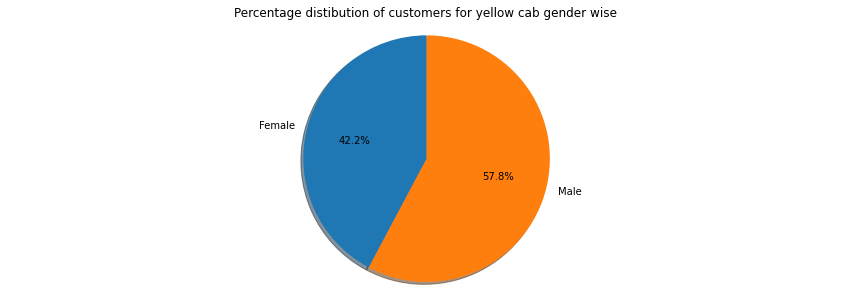 Percentage distibution of customers for yellow cab gender wise
Female
42.2%
57.8%
Male